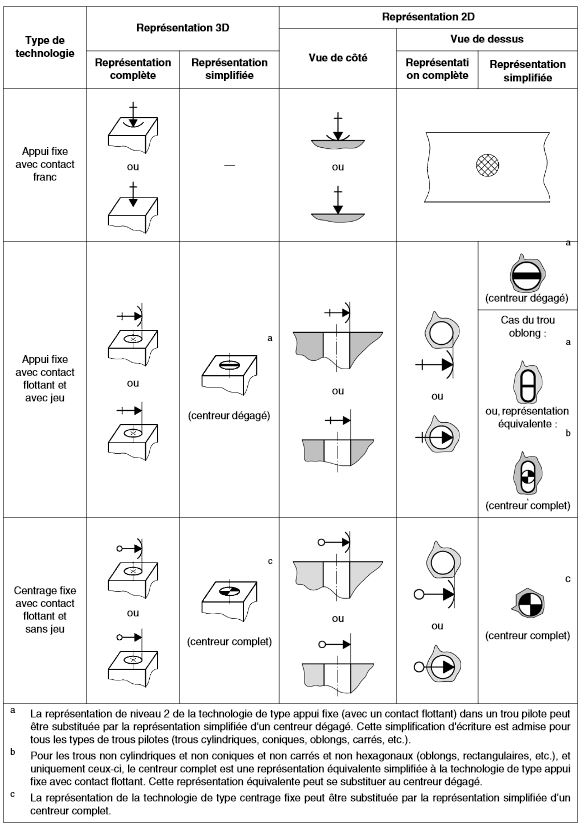 Type de
technologie
Représentation 3D
Représentation 2D
Vue de côté
Vue de dessus
Représentation
complète
Représentation
simplifiée
Représentati
on complète
Représentation
simplifiée
Appui fixe
avec contact
franc
ou
—
ou
Appui fixe
avec contact
flottant et
avec jeu
ou
a
(centreur dégagé)
ou
ou
a
(centreur dégagé)
Cas du trou
oblong :
a
ou, représentation
équivalente :
b
(centreur complet)
Centrage fixe
avec contact
flottant et
sans jeu
ou
c
(centreur complet)
ou
ou
c
(centreur complet)
a La représentation de niveau 2 de la technologie de type appui fixe (avec un contact flottant) dans un trou pilote peut
être substituée par la représentation simplifiée d'un centreur dégagé. Cette simplification d'écriture est admise pour
tous les types de trous pilotes (trous cylindriques, coniques, oblongs, carrés, etc.).
b Pour les trous non cylindriques et non coniques et non carrés et non hexagonaux (oblongs, rectangulaires, etc.), et
uniquement ceux-ci, le centreur complet est une représentation équivalente simplifiée à la technologie de type appui
fixe avec contact flottant. Cette représentation équivalente peut se substituer au centreur dégagé.
c La représentation de la technologie de type centrage fixe peut être substituée par la représentation simplifiée d'un
centreur complet.